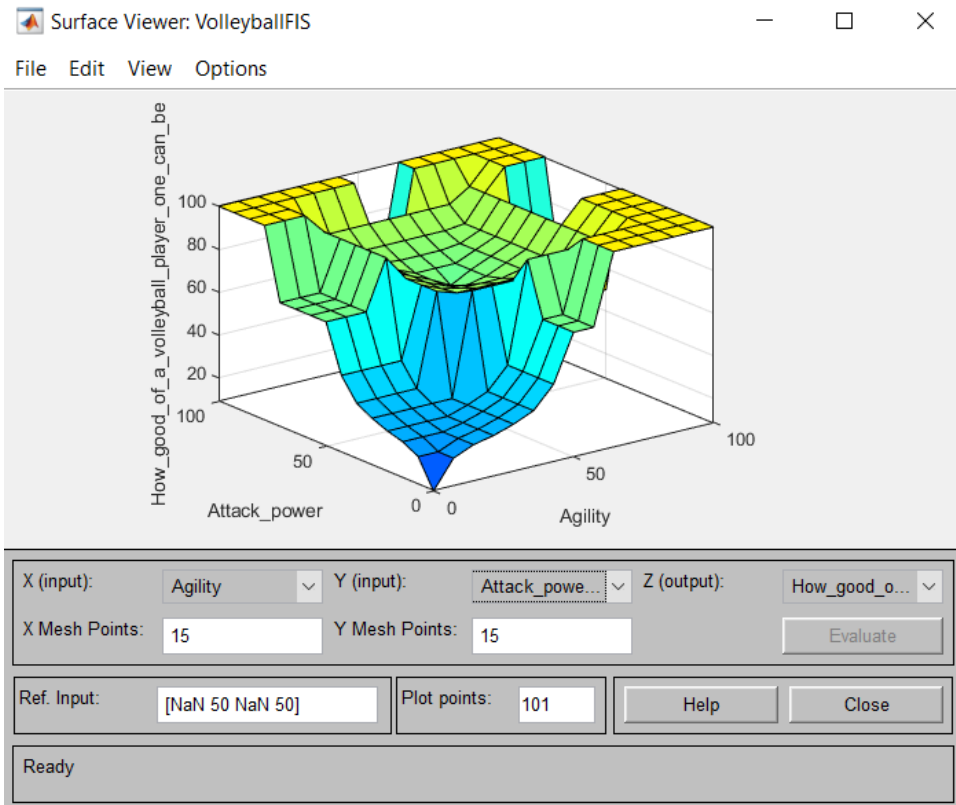 Surface Viewer: VolleyballFIS
File Edit View Options
How_good_of_a_volleyball_player_one_can_be
100
80
60
40
20
100
50
0
Attack_power
0
50
100
Agility
X (input): Agility Y (input): Attack_powe... Z (output): How_good_o...
X Mesh Points: 15 Y Mesh Points: 15 Evaluate
Ref. Input: [NaN 50 NaN 50] Plot points: 101 Help Close
Ready